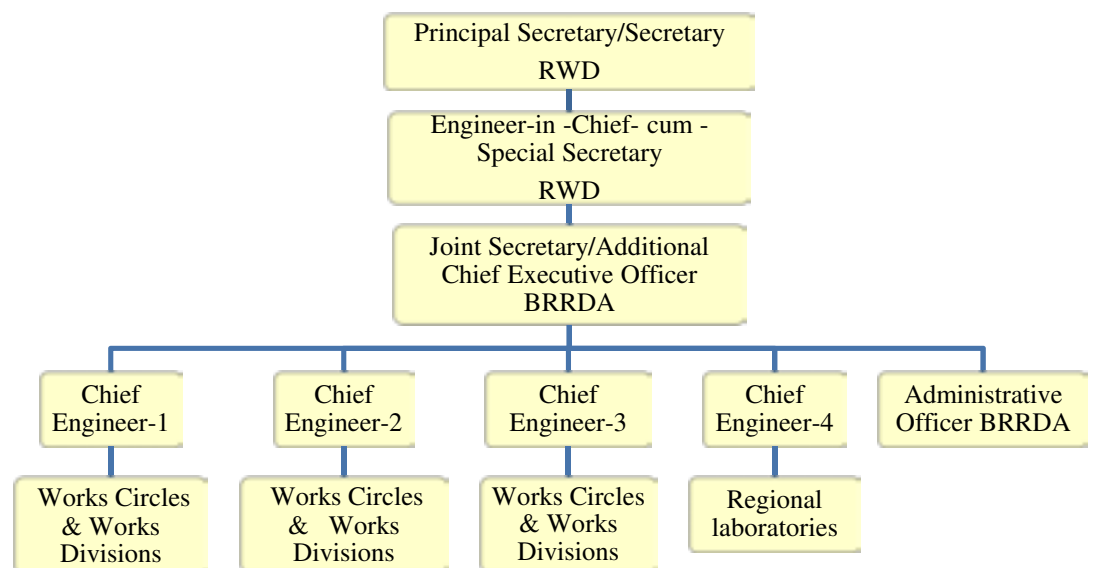 Principal Secretary/Secretary
RWD
Engineer-in -Chief- cum -
Special Secretary
RWD
Joint Secretary/Additional
Chief Executive Officer
BRRDA
Chief
Engineer-1
Chief
Engineer-2
Chief
Engineer-3
Chief
Engineer-4
Administrative
Officer BRRDA
Works Circles
& Works
Divisions
Works Circles
& Works
Divisions
Works Circles
& Works
Divisions
Regional
laboratories